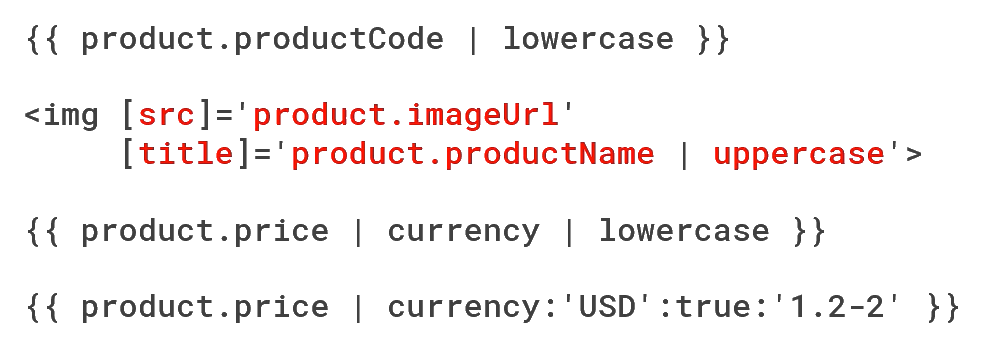 {{ product.productCode | lowercase }}
<img [src]='product.imageUrl'
[title]='product.productName | uppercase'>
{{ product.price | currency | lowercase }}
{{ product.price | currency:'USD':true:'1.2-2' }}